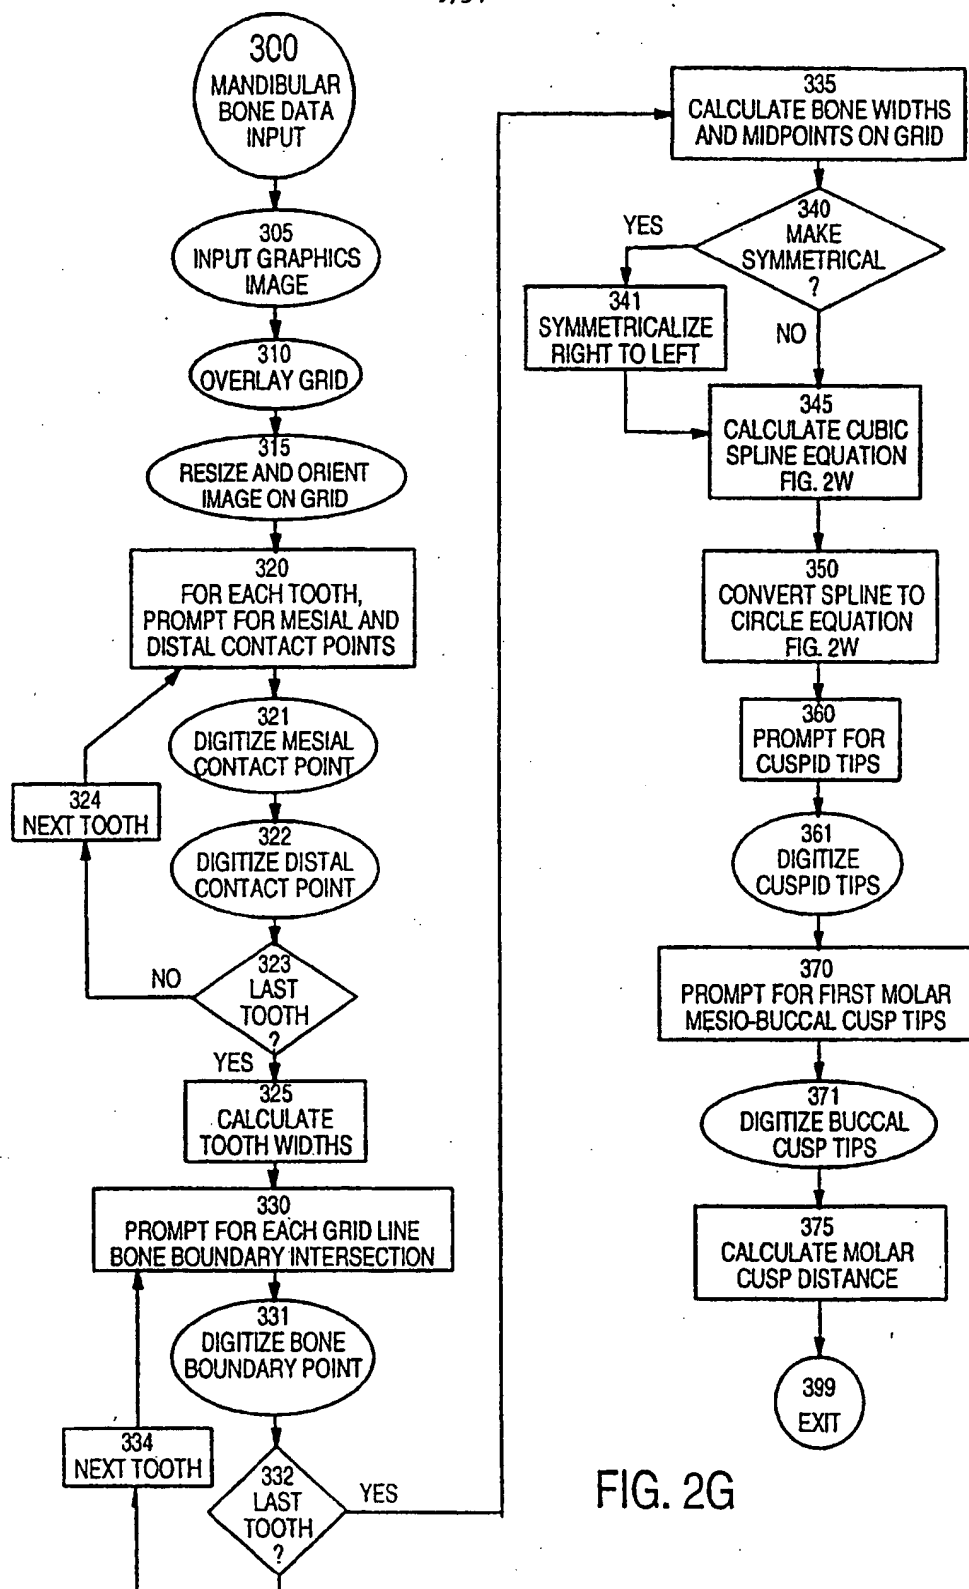 300
MANDIBULAR
BONE DATA
INPUT
305
INPUT GRAPHICS
IMAGE
310
OVERLAY GRID
315
RESIZE AND ORIENT
IMAGE ON GRID
320
FOR EACH TOOTH,
PROMPT FOR MESIAL AND
DISTAL CONTACT POINTS
321
DIGITIZE MESIAL
CONTACT POINT
324
NEXT TOOTH
322
DIGITIZE DISTAL
CONTACT POINT
NO
323
LAST
TOOTH
?
YES
325
CALCULATE
TOOTH WIDTHS
330
PROMPT FOR EACH GRID LINE
BONE BOUNDARY INTERSECTION
331
DIGITIZE BONE
BOUNDARY POINT
334
NEXT TOOTH
332
LAST
TOOTH
?
YES
335
CALCULATE BONE WIDTHS
AND MIDPOINTS ON GRID
340
MAKE
SYMMETRICAL
?
YES
341
SYMMETRICALIZE
RIGHT TO LEFT
NO
345
CALCULATE CUBIC
SPLINE EQUATION
FIG. 2W
350
CONVERT SPLINE TO
CIRCLE EQUATION
FIG. 2W
360
PROMPT FOR
CUSPID TIPS
361
DIGITIZE
CUSPID TIPS
370
PROMPT FOR FIRST MOLAR
MESIO-BUCCAL CUSP TIPS
371
DIGITIZE BUCCAL
CUSP TIPS
375
CALCULATE MOLAR
CUSP DISTANCE
399
EXIT
FIG. 2G